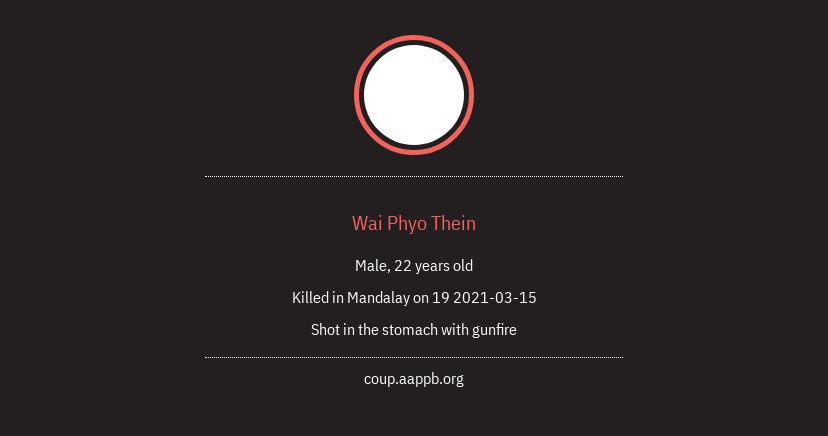 Wai Phyo Thein
Male, 22 years old
Killed in Mandalay on 19 2021-03-15
Shot in the stomach with gunfire
coup.aappb.org